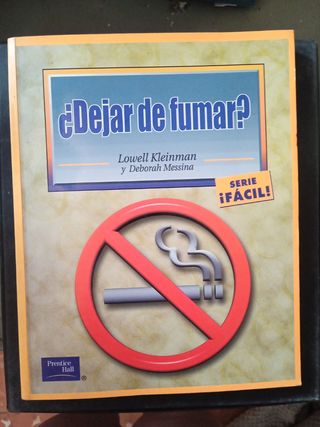 ¿Dejar de fumar?
Lowell Kleinman
y Deborah Messina
SERIE
¡FÁCIL!
Prentice
Hall
®